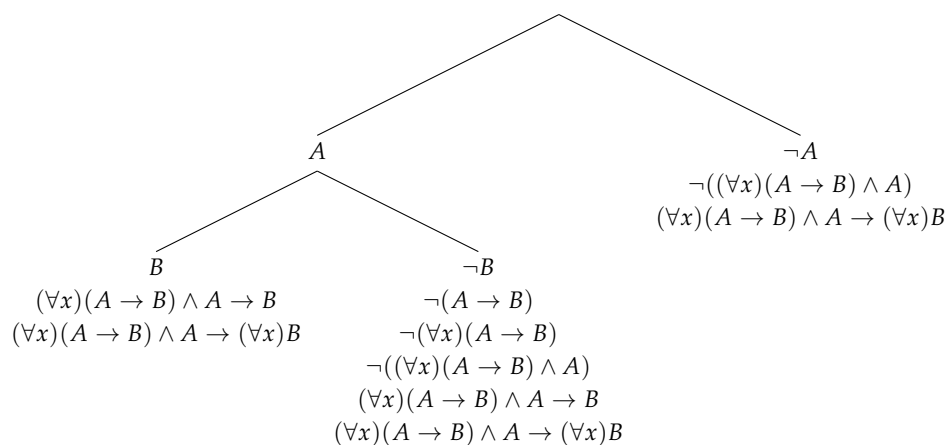 A
¬A
¬((∀x)(A → B) ∧ A)
(∀x)(A → B) ∧ A → (∀x)B
B
(∀x)(A → B) ∧ A → B
(∀x)(A → B) ∧ A → (∀x)B
¬B
¬(A → B)
¬(∀x)(A → B)
¬((∀x)(A → B) ∧ A)
(∀x)(A → B) ∧ A → B
(∀x)(A → B) ∧ A → (∀x)B